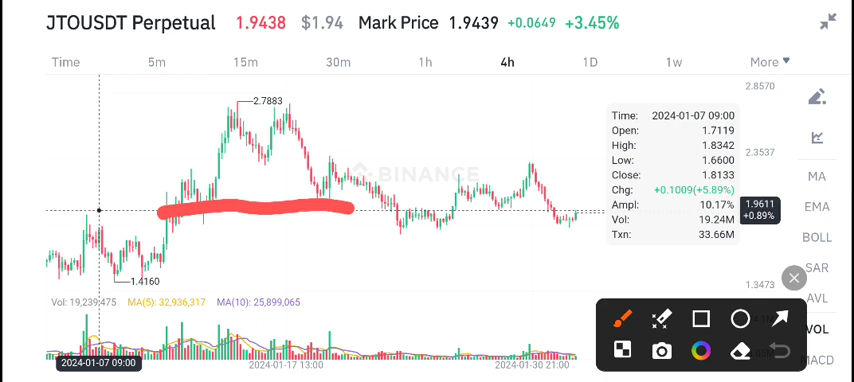 JTOUSDT Perpetual 1.9438 $1.94 Mark Price 1.9439 +0.0649 +3.45%
Time 5m 15m 30m 1h 4h 1D 1w More
2.8570
2.7883
Time: 2024-01-07 09:00
Open: 1.7119
High: 1.8342
Low: 1.6600
Close: 1.8133
Chg: +0.1009(+5.89%)
Ampl: 10.17%
Vol: 19.24M
Txn: 33.66M
2.3537
BINANCE
MA
1.9611
+0.89%
EMA
BOLL
1.4160
1.3473
SAR
AVL
Vol: 19,239,475 MA(5): 32,936,317 MA(10): 25,899,065
VOL
MACD
2024-01-07 09:00 2024-01-17 13:00 2024-01-30 21:00